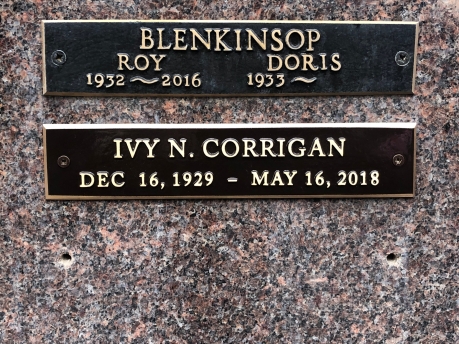 BLENKINSOP
ROY DORIS
1932 ~ 2016 1933 ~
IVY N. CORRIGAN
DEC 16, 1929 – MAY 16, 2018